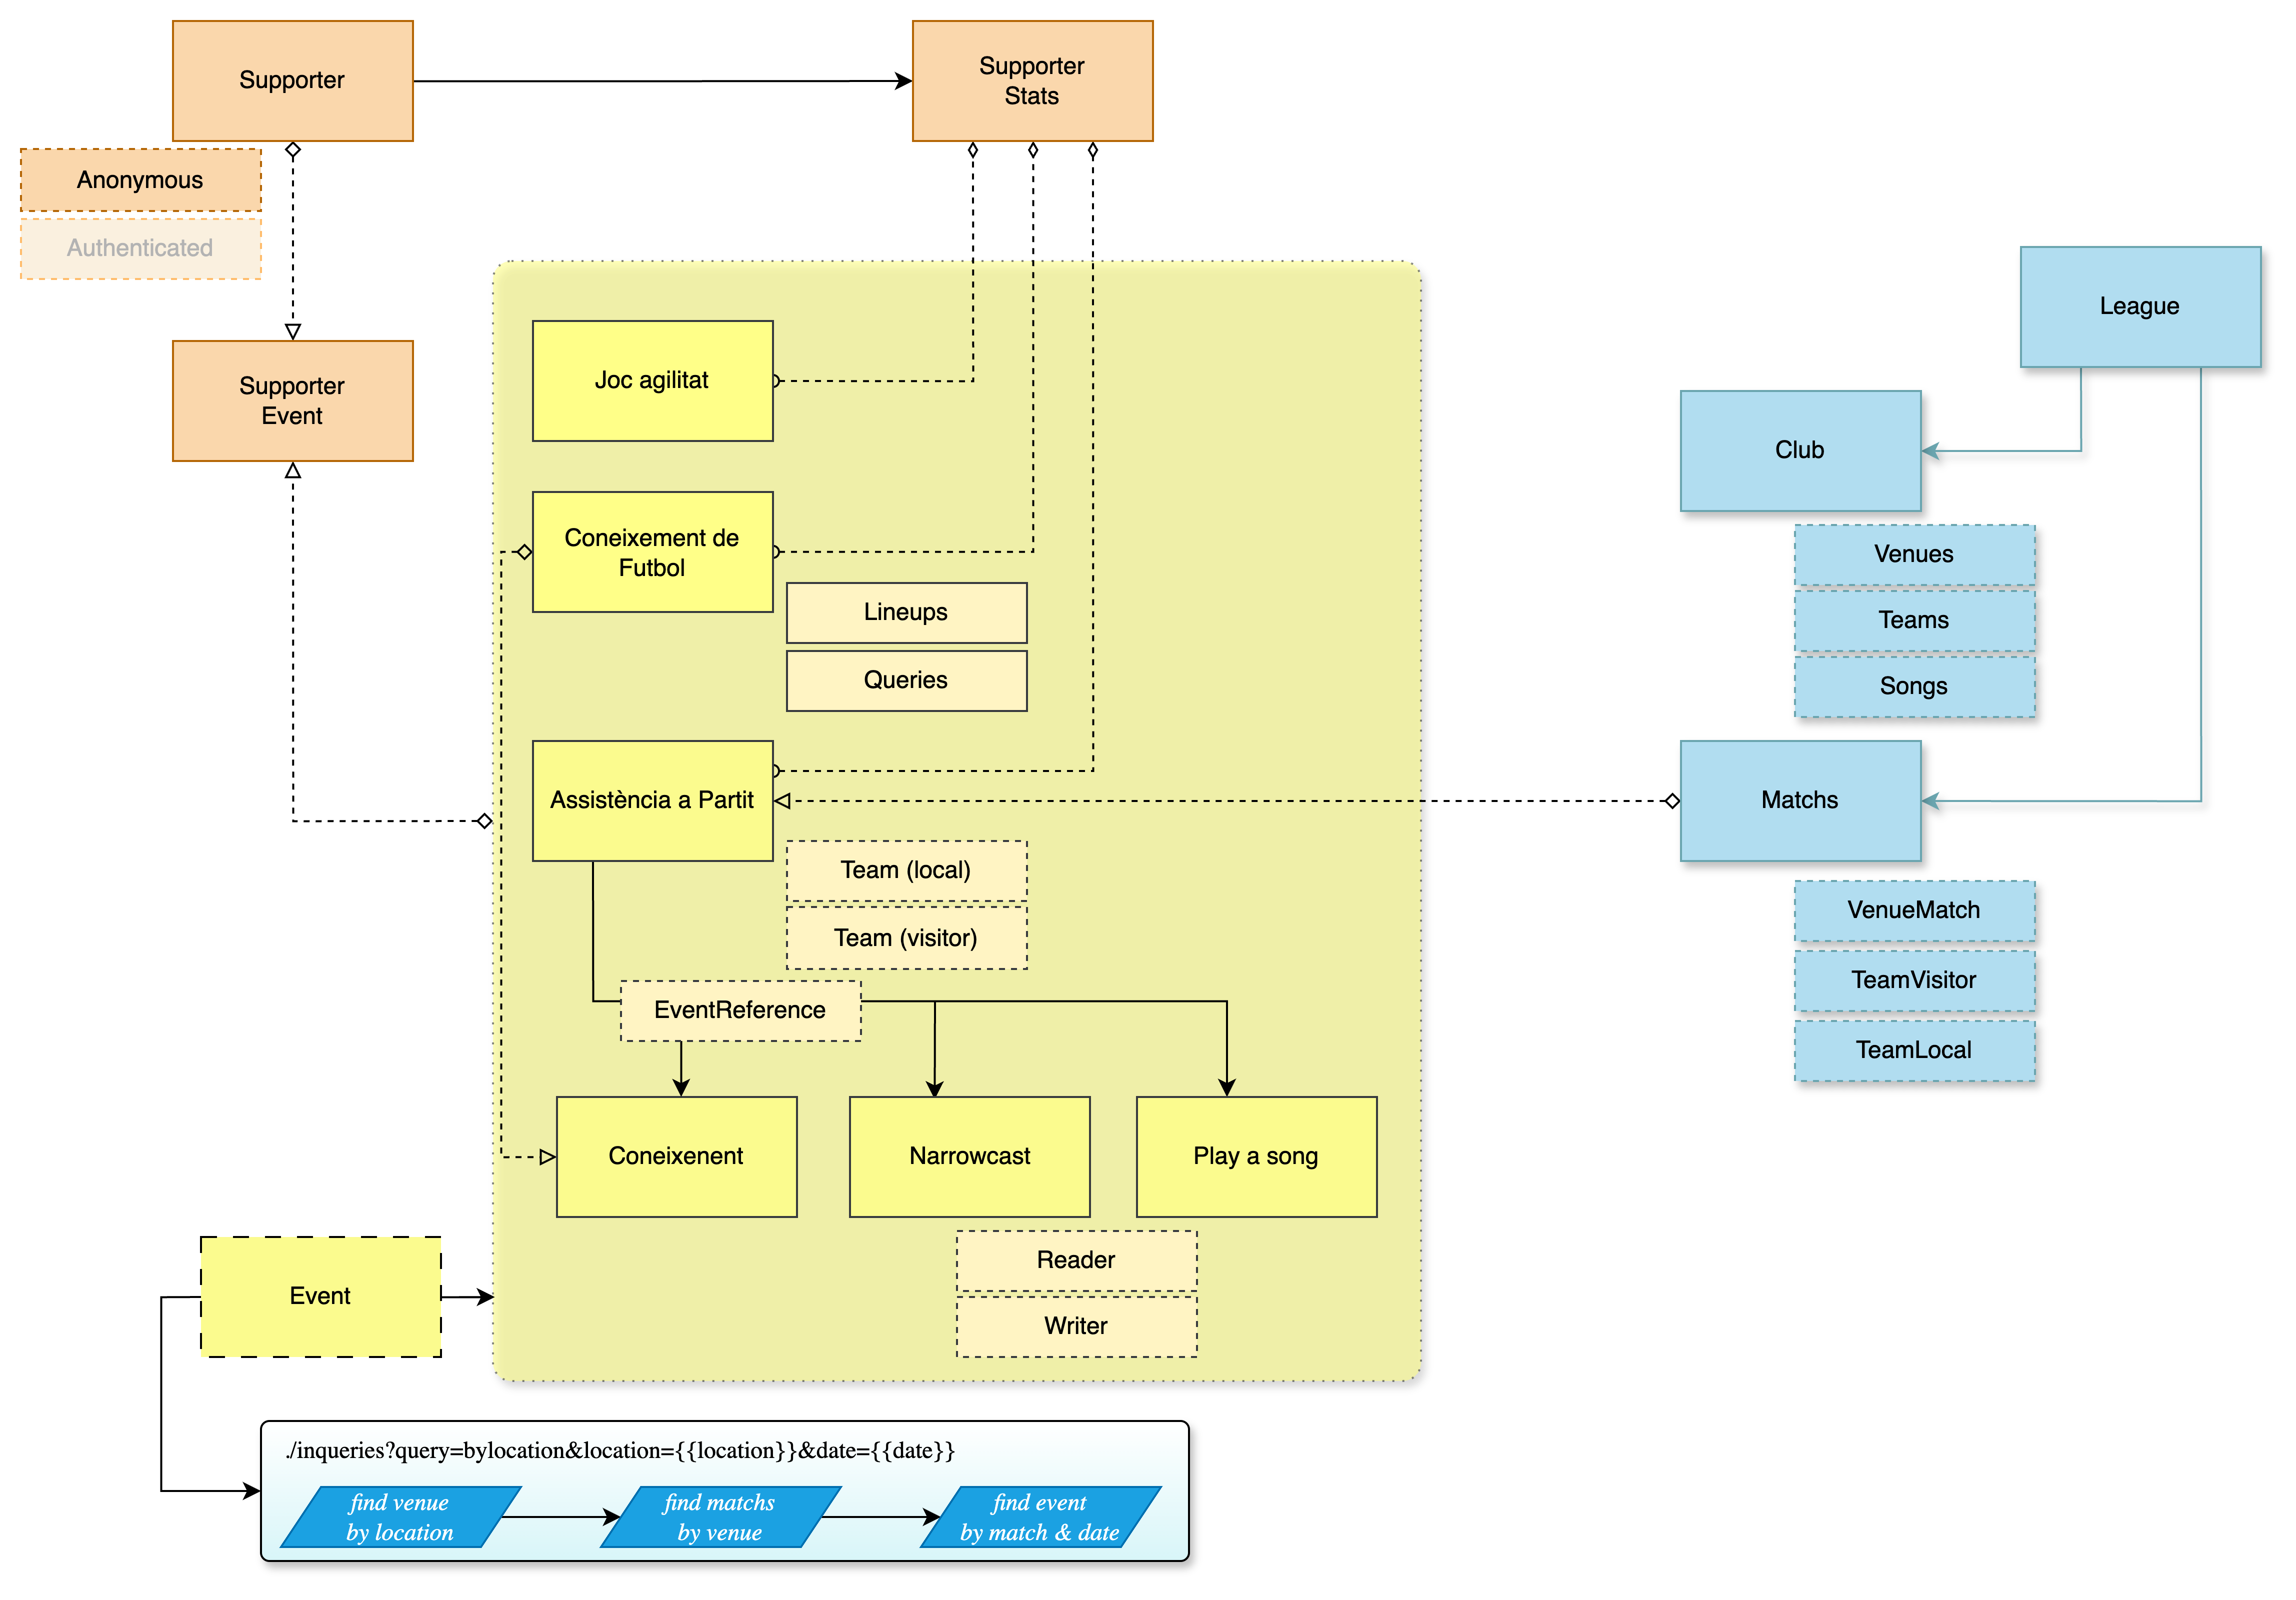 Supporter
Supporter
Stats
Anonymous
Authenticated
Supporter
Event
Joc agilitat
Coneixement de
Futbol
Lineups
Queries
Assistència a Partit
Team (local)
Team (visitor)
EventReference
Coneixenent
Narrowcast
Play a song
Reader
Writer
League
Club
Venues
Teams
Songs
Matchs
VenueMatch
TeamVisitor
TeamLocal
Event
./inqueries?query=bylocation&location={{location}}&date={{date}}
find venue
by location
find matchs
by venue
find event
by match & date